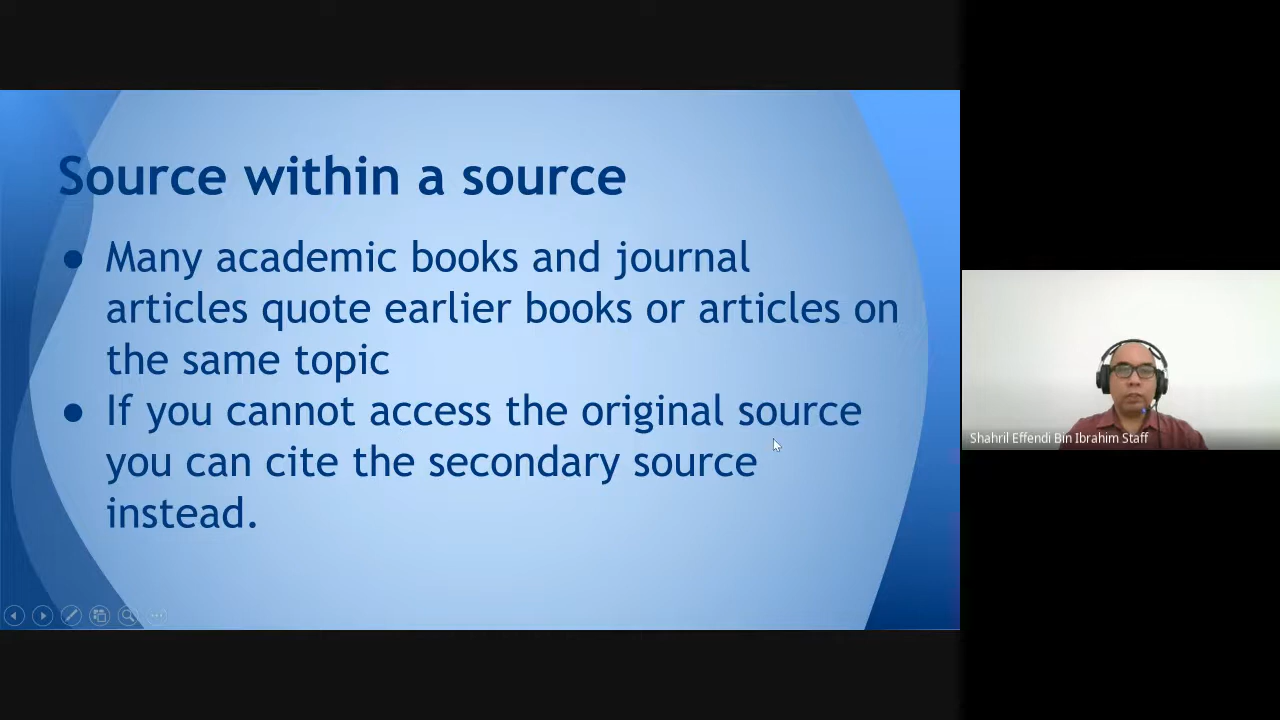 Source within a source
● Many academic books and journal
articles quote earlier books or articles on
the same topic
● If you cannot access the original source
you can cite the secondary source
instead.
Shahril Effendi Bin Ibrahim Staff